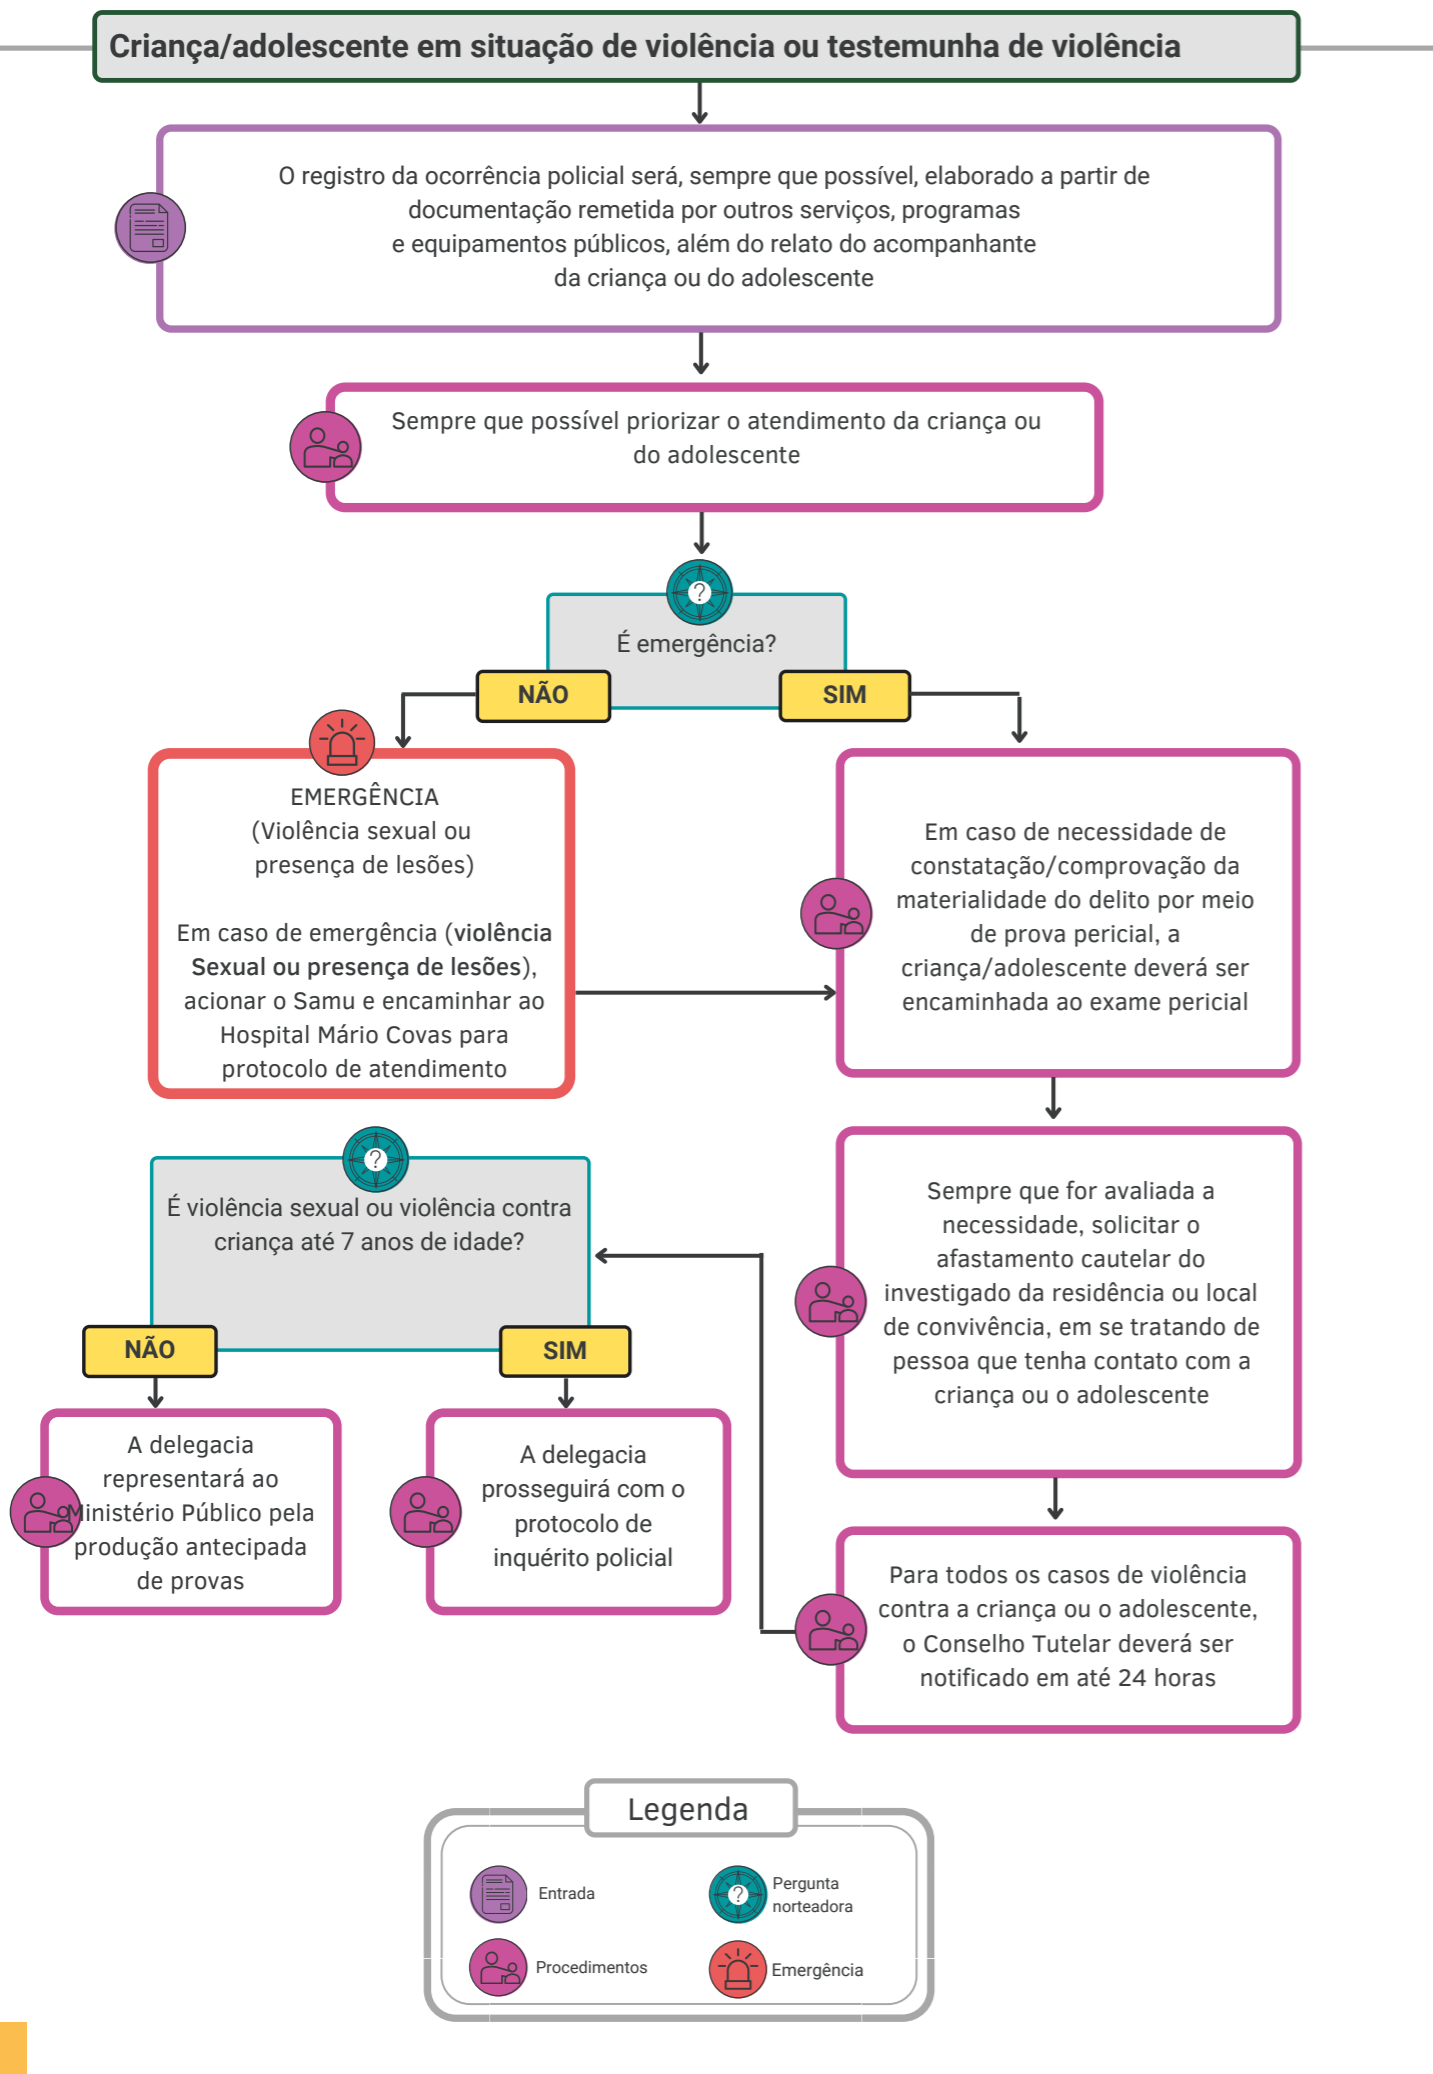 Criança/adolescente em situação de violência ou testemunha de violência
O registro da ocorrência policial será, sempre que possível, elaborado a partir de
documentação remetida por outros serviços, programas
e equipamentos públicos, além do relato do acompanhante
da criança ou do adolescente
Sempre que possível priorizar o atendimento da criança ou
do adolescente
?
É emergência?
NÃO
SIM
EMERGÊNCIA
(Violência sexual ou
presença de lesões)
Em caso de emergência (violência
Sexual ou presença de lesões),
acionar o Samu e encaminhar ao
Hospital Mário Covas para
protocolo de atendimento
Em caso de necessidade de
constatação/comprovação da
materialidade do delito por meio
de prova pericial, a
criança/adolescente deverá ser
encaminhada ao exame pericial
Sempre que for avaliada a
necessidade, solicitar o
afastamento cautelar do
investigado da residência ou local
de convivência, em se tratando de
pessoa que tenha contato com a
criança ou o adolescente
Para todos os casos de violência
contra a criança ou o adolescente,
o Conselho Tutelar deverá ser
notificado em até 24 horas
?
É violência sexual ou violência contra
criança até 7 anos de idade?
NÃO
SIM
A delegacia
representará ao
Ministério Público pela
produção antecipada
de provas
A delegacia
prosseguirá com o
protocolo de
inquérito policial
Legenda
Entrada
?
Pergunta
norteadora
Procedimentos
Emergência